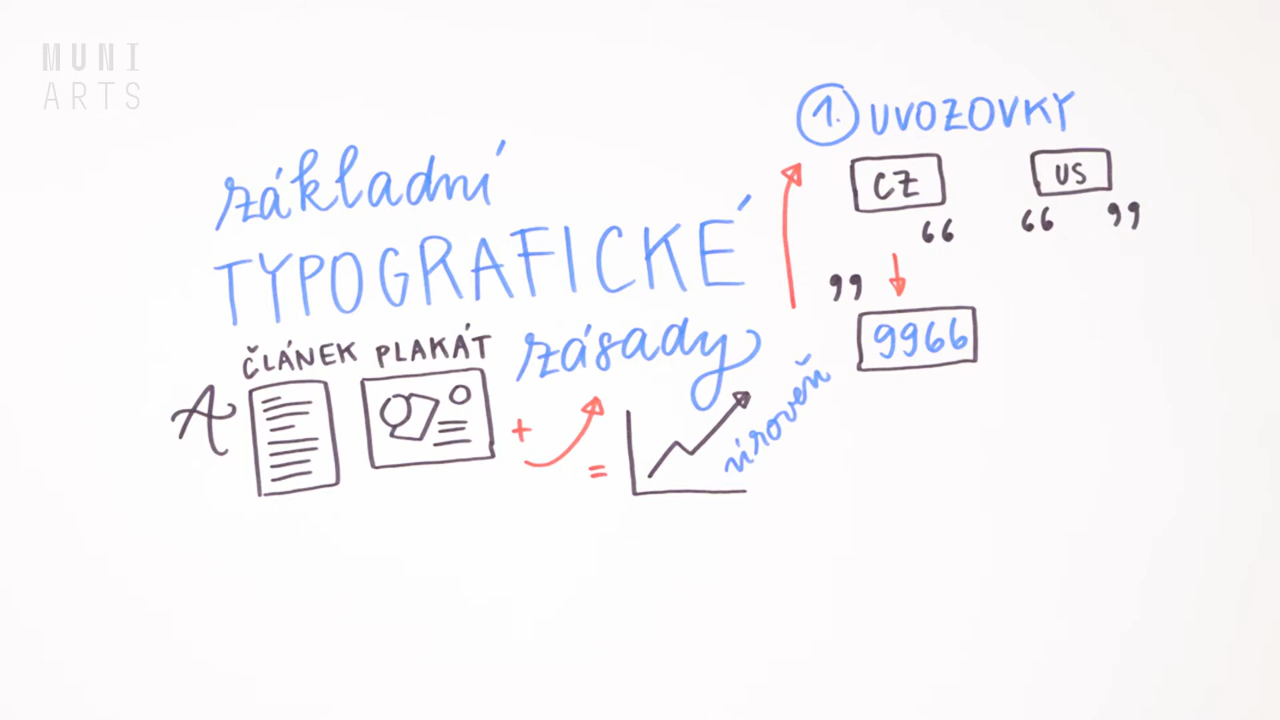 MUNI
ARTS
základní
TYPOGRAFICKÉ
zásady
ČLÁNEK PLAKÁT
A
+
=
úroveň
1. UVOZOVKY
CZ
“
„
9966
US
“ ”